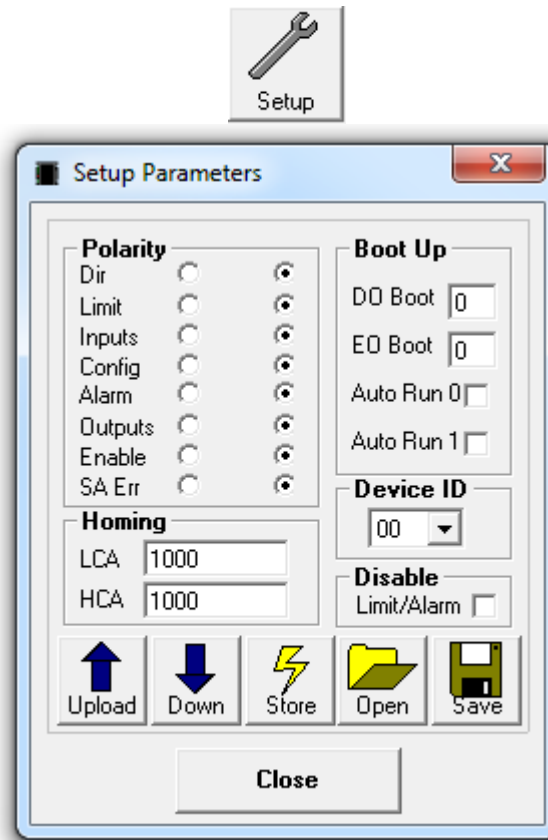 Setup
Setup Parameters
Polarity
Dir
Limit
Inputs
Config
Alarm
Outputs
Enable
SA Err
Boot Up
DO Boot 0
EO Boot 0
Auto Run 0
Auto Run 1
Device ID
00
Homing
LCA 1000
HCA 1000
Disable
Limit/Alarm
Upload Down Store Open Save
Close